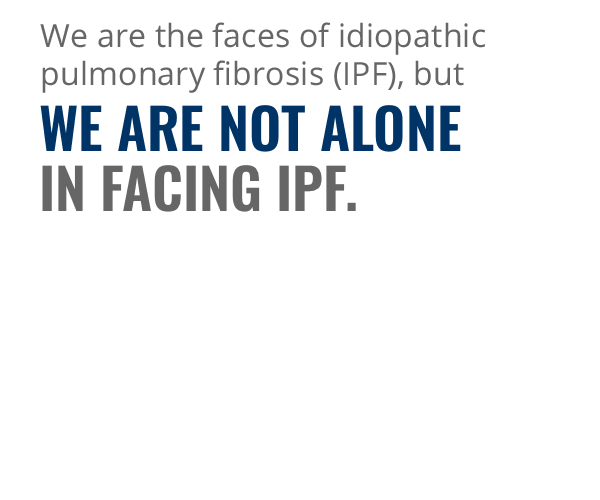 We are the faces of idiopathic
pulmonary fibrosis (IPF), but
WE ARE NOT ALONE
IN FACING IPF.